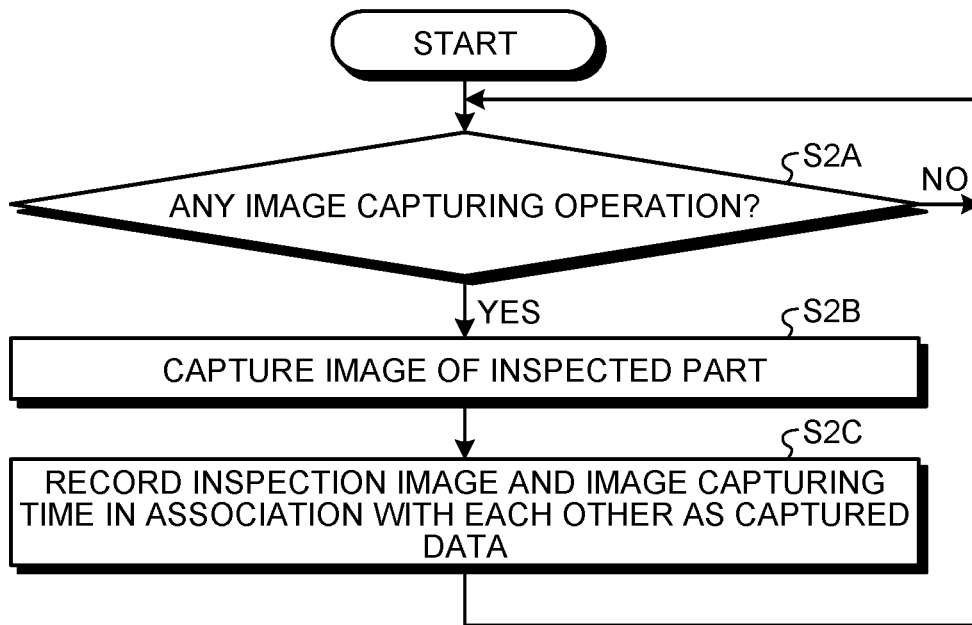 START
S2A
NO
ANY IMAGE CAPTURING OPERATION?
YES
S2B
CAPTURE IMAGE OF INSPECTED PART
S2C
RECORD INSPECTION IMAGE AND IMAGE CAPTURING
TIME IN ASSOCIATION WITH EACH OTHER AS CAPTURED
DATA